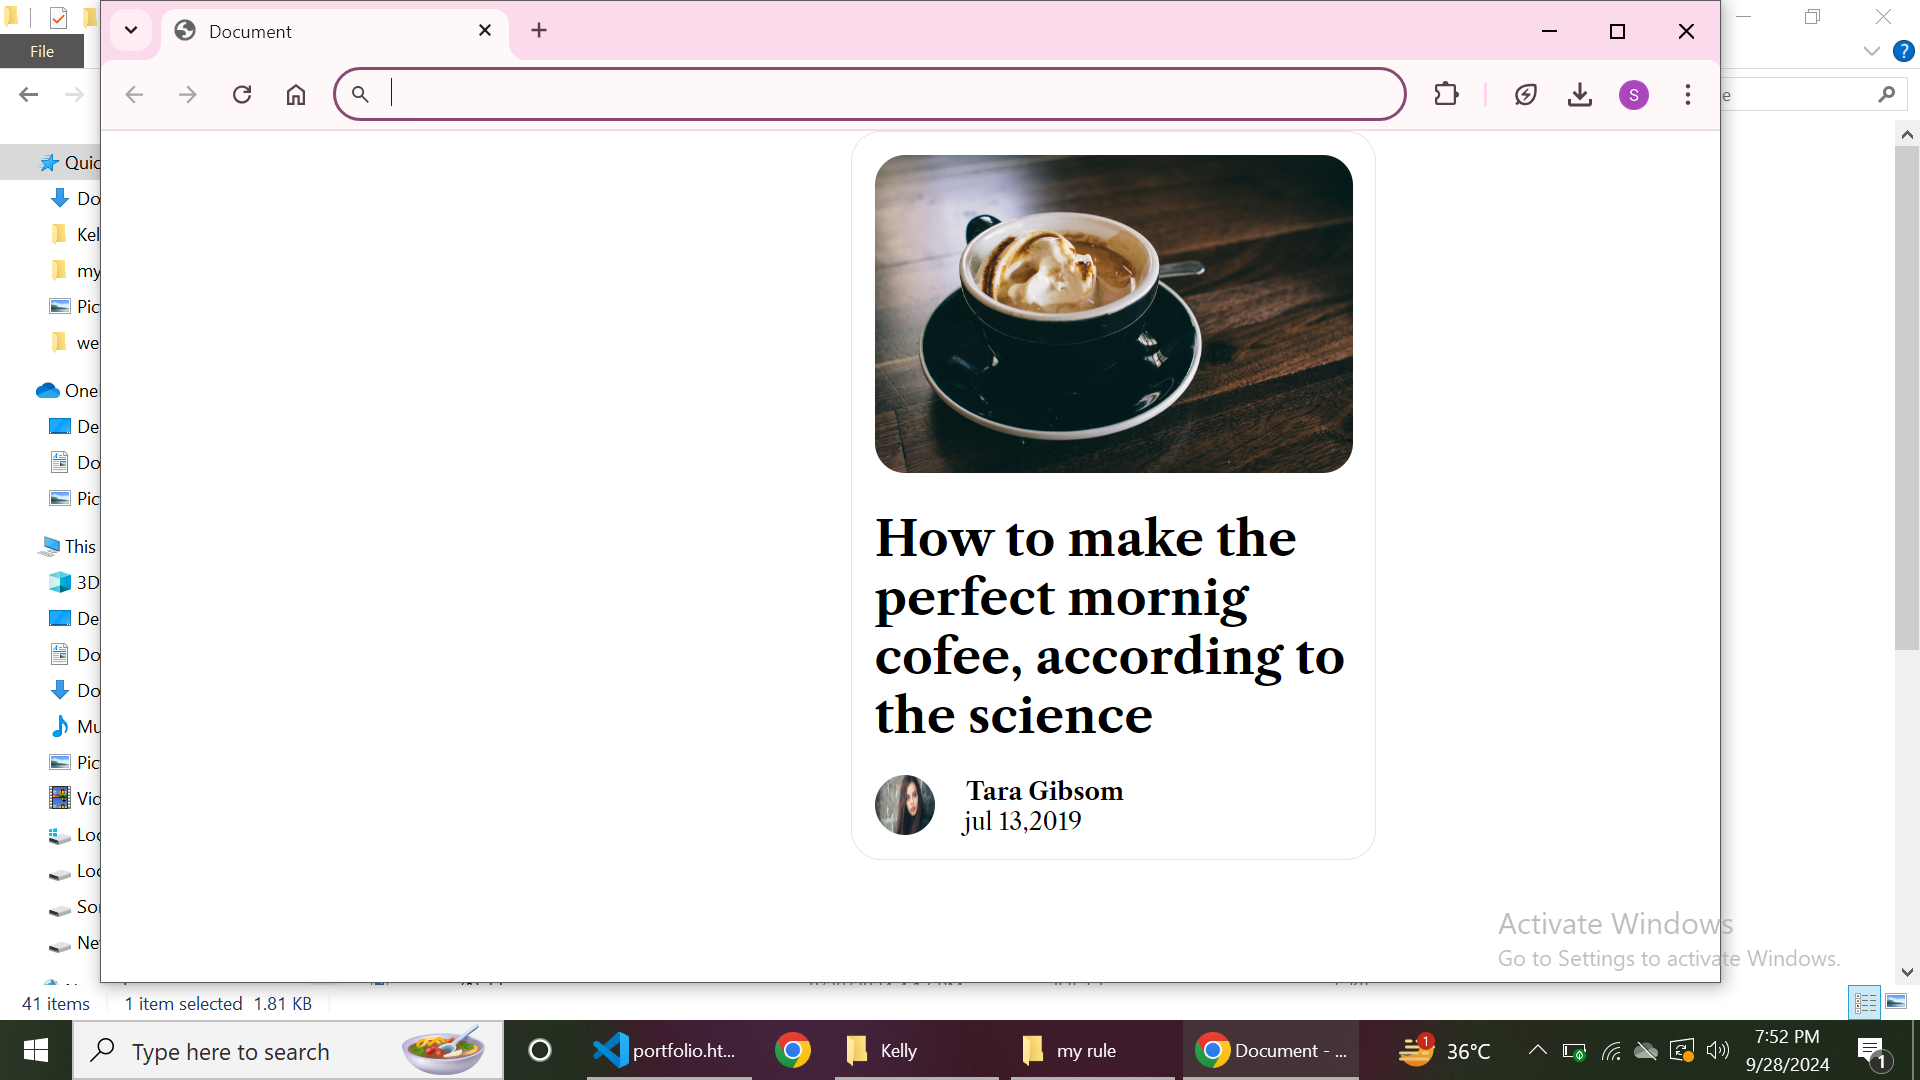 File
Document
S
?
e
Quic
Do
Kel
my
Pic
we
One
De
Do
Pic
This
3D
De
Do
Do
Mu
Pic
Vic
Loc
Loc
Sor
Ne
How to make the
perfect mornig
cofee, according to
the science
Tara Gibsom
jul 13,2019
Activate Windows
Go to Settings to activate Windows.
41 items
1 item selected 1.81 KB
Type here to search
portfolio.ht...
Kelly
my rule
Document - ...
1
36°C
7:52 PM
9/28/2024
1